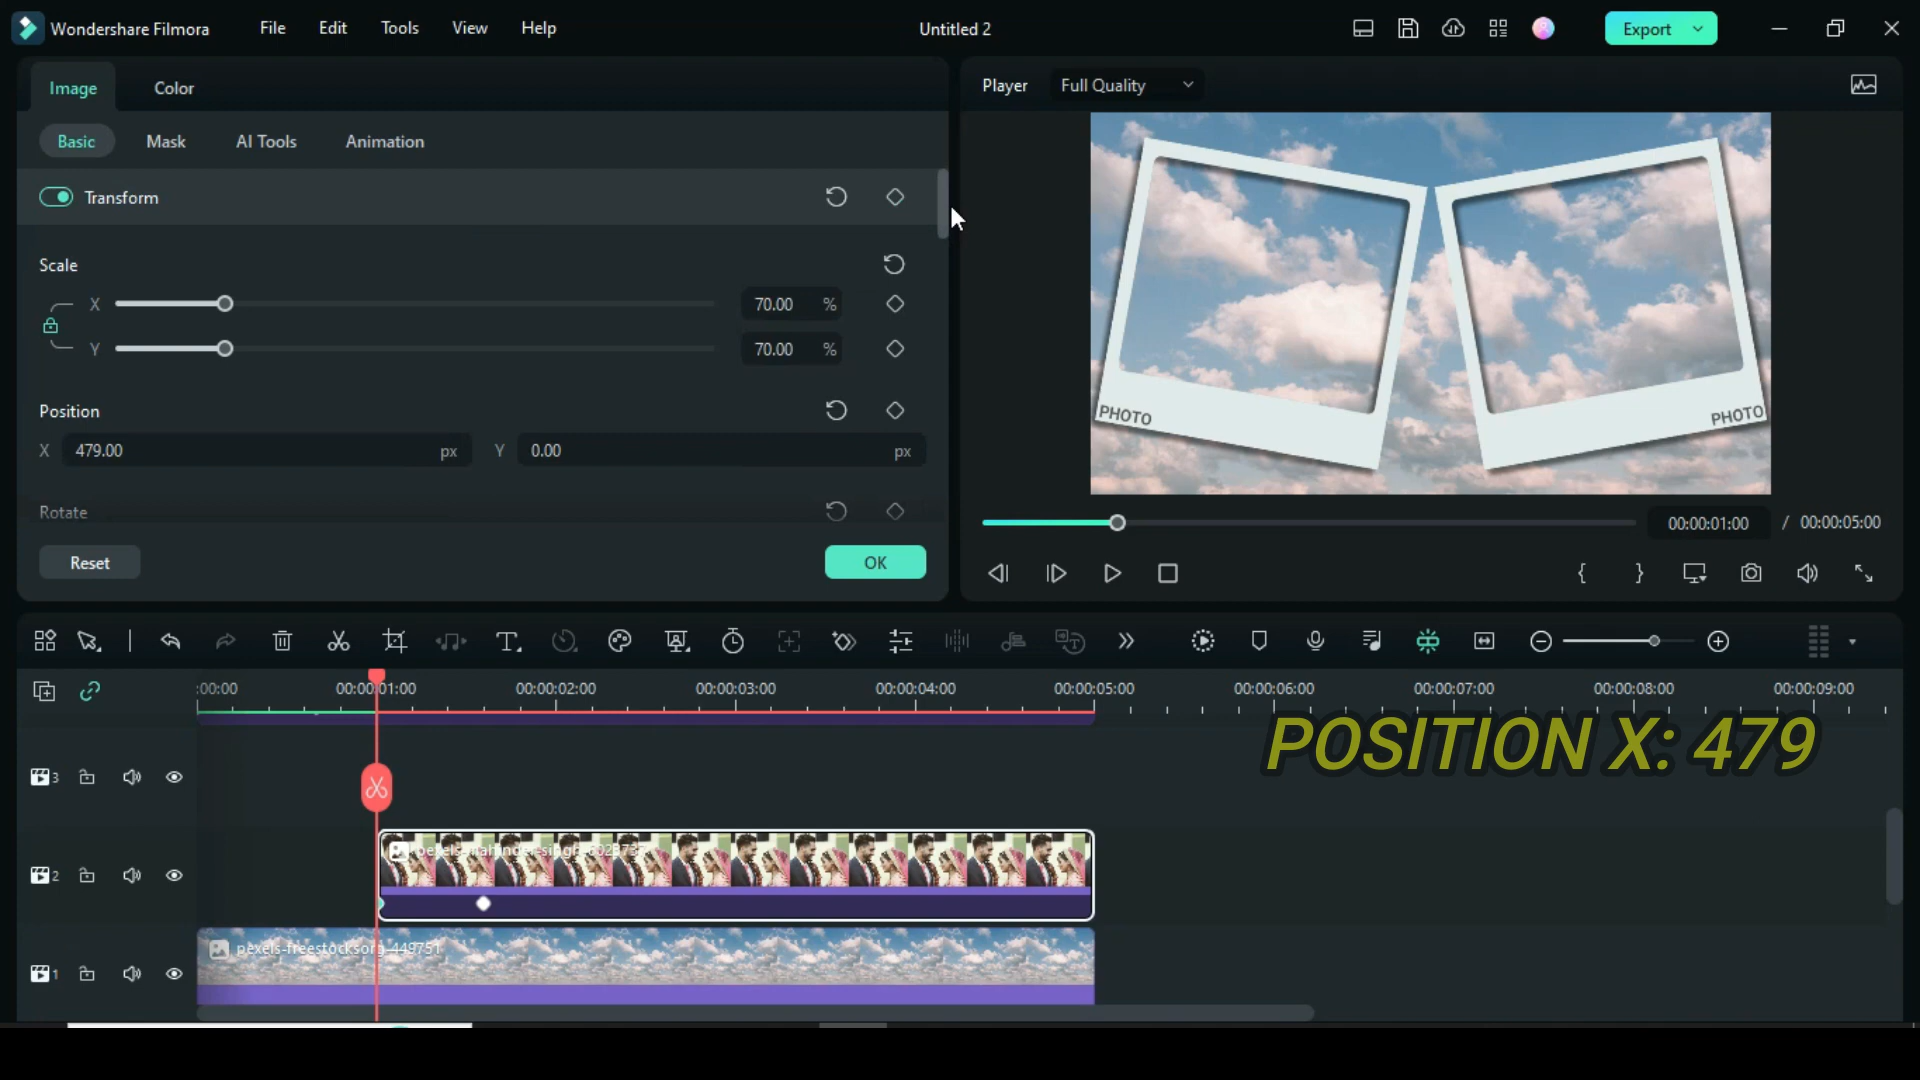 Wondershare Filmora
File
Edit
Tools
View
Help
Untitled 2
Export
Image
Color
Player
Full Quality
Basic
Mask
AI Tools
Animation
Transform
Scale
X
70.00
%
Y
70.00
%
Position
X
479.00
px
Y
0.00
px
Rotate
Reset
OK
PHOTO
PHOTO
00:00:01:00
/ 00:00:05:00
:00:00
00:00:01:00
00:00:02:00
00:00:03:00
00:00:04:00
00:00:05:00
00:00:06:00
00:00:07:00
00:00:08:00
00:00:09:00
POSITION X: 479
3
2
pexels-mahinder-singh-6023737
1
pexels-freestocksorg-449751